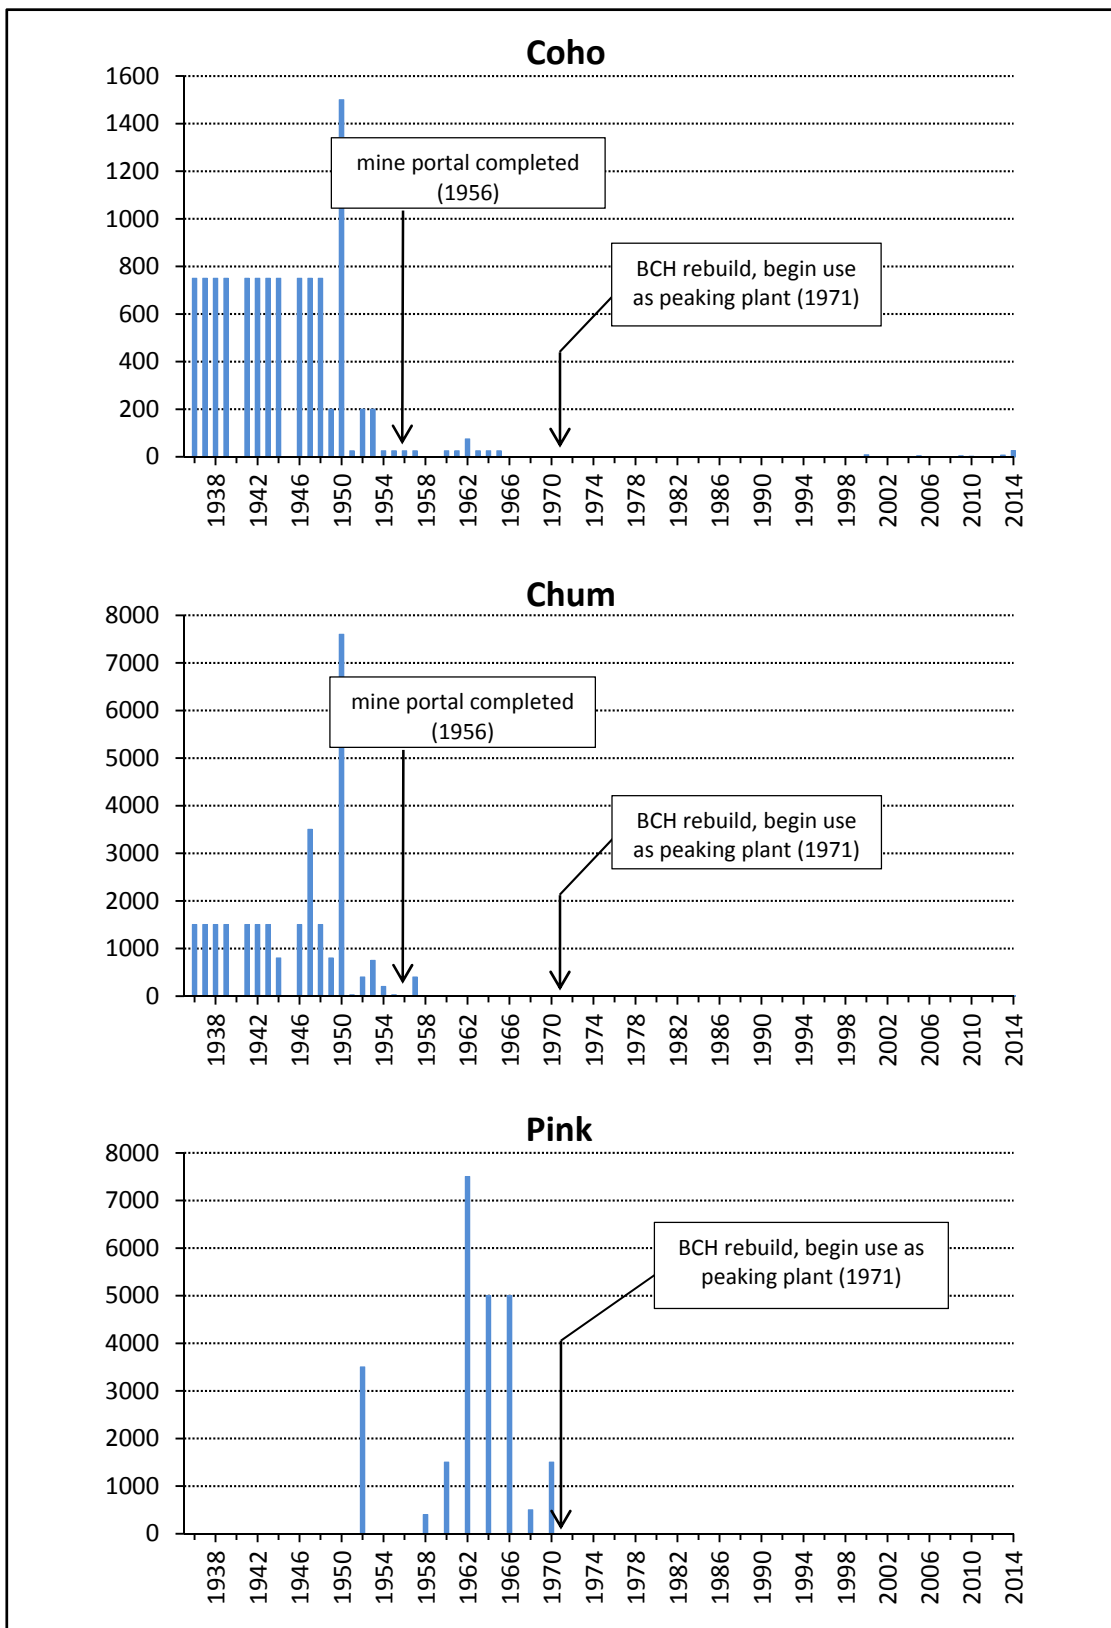 Coho
1600
1400
1200
1000
800
600
400
200
0
mine portal completed
(1956)
BCH rebuild, begin use
as peaking plant (1971)
1938 1942 1946 1950 1954 1958 1962 1966 1970 1974 1978 1982 1986 1990 1994 1998 2002 2006 2010 2014
Chum
8000
7000
6000
5000
4000
3000
2000
1000
0
mine portal completed
(1956)
BCH rebuild, begin use
as peaking plant (1971)
1938 1942 1946 1950 1954 1958 1962 1966 1970 1974 1978 1982 1986 1990 1994 1998 2002 2006 2010 2014
Pink
8000
7000
6000
5000
4000
3000
2000
1000
0
BCH rebuild, begin use as
peaking plant (1971)
1938 1942 1946 1950 1954 1958 1962 1966 1970 1974 1978 1982 1986 1990 1994 1998 2002 2006 2010 2014